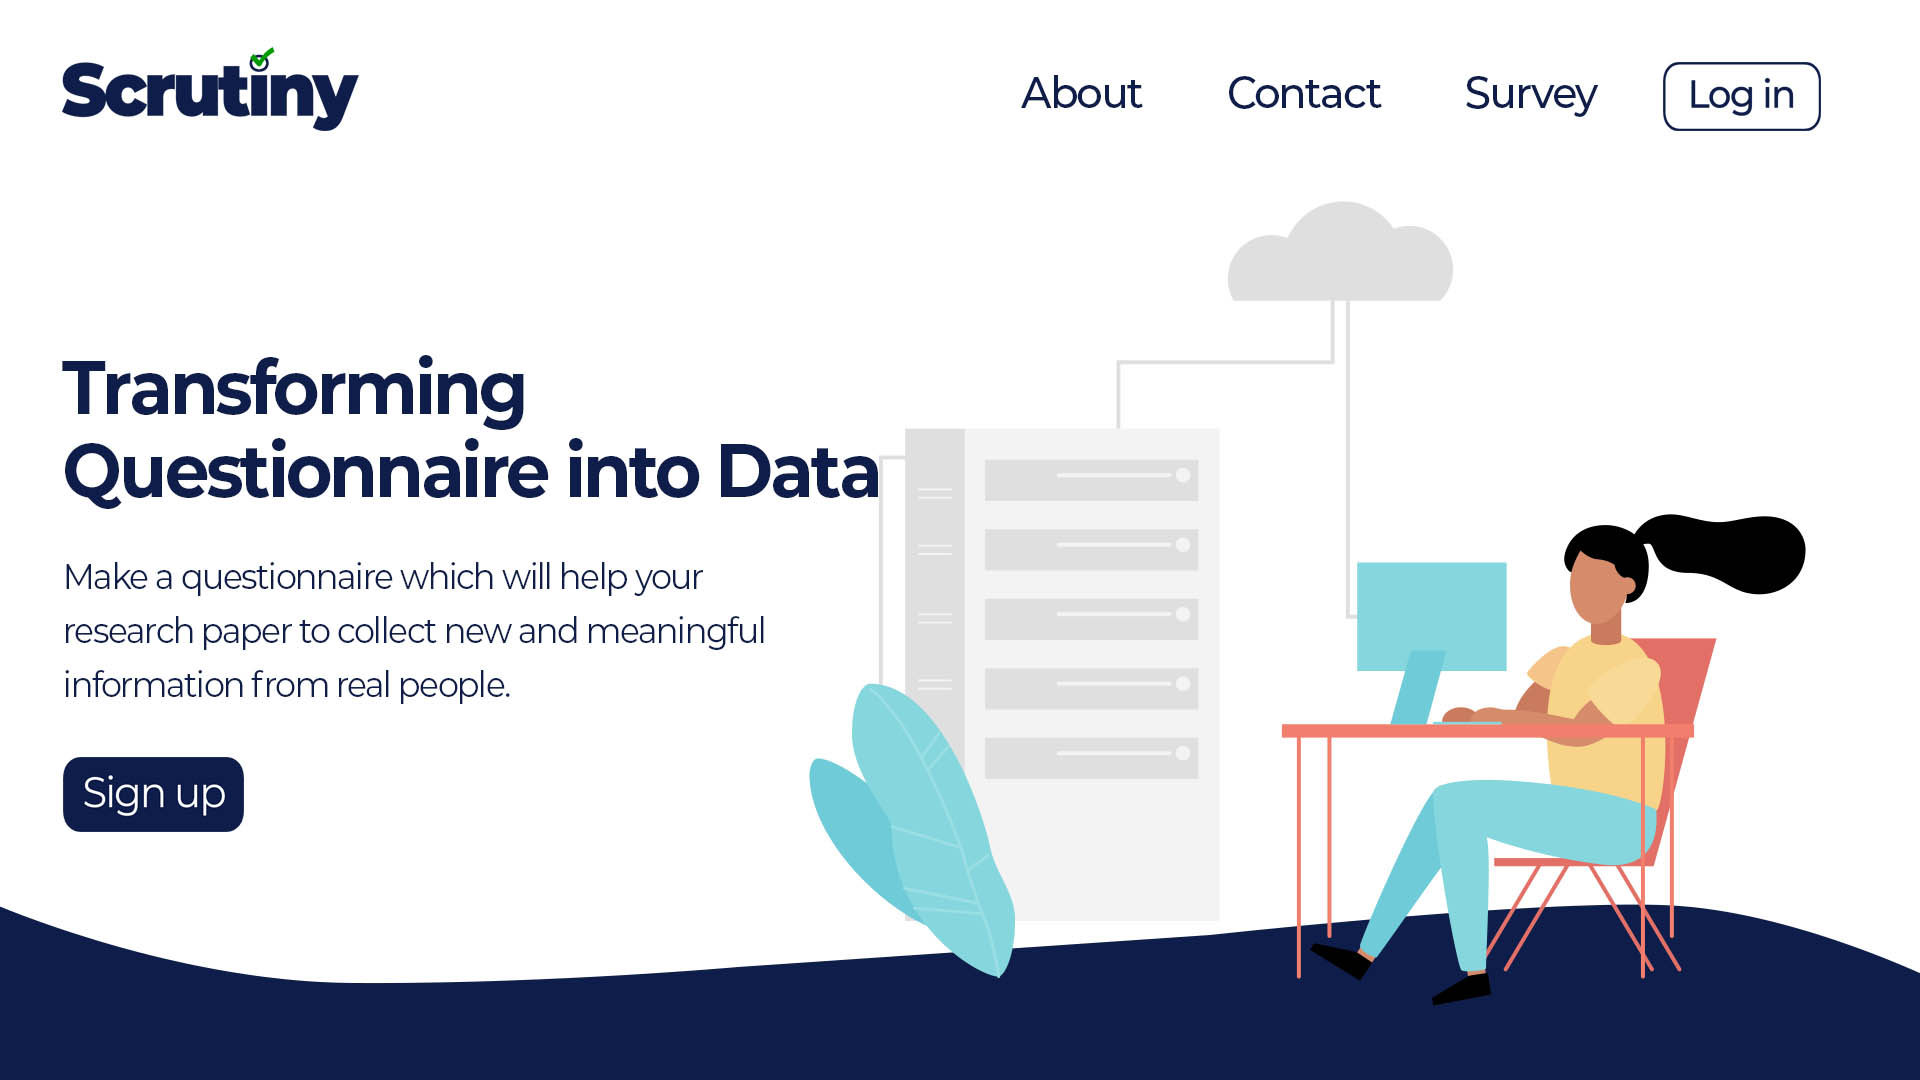 Scrutiny
About
Contact
Survey
Log in
Transforming
Questionnaire into Data
Make a questionnaire which will help your
research paper to collect new and meaningful
information from real people.
Sign up